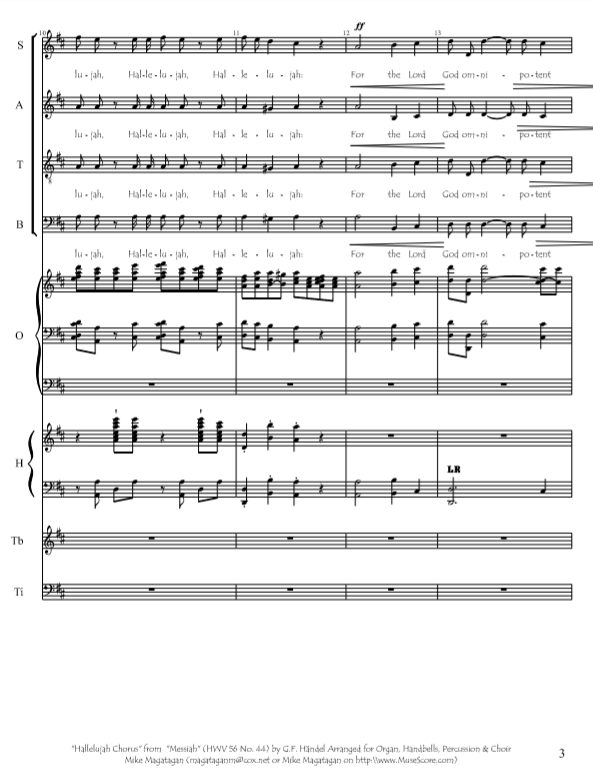 10 11 12 13
ff
S
lu - jah, Hal - le - lu - jah, Hal - le - lu - jah: For the Lord God om - ni - po - tent
A
lu - jah, Hal - le - lu - jah, Hal - le - lu - jah: For the Lord God om - ni - po - tent
T
lu - jah, Hal - le - lu - jah, Hal - le - lu - jah: For the Lord God om - ni - po - tent
B
lu - jah, Hal - le - lu - jah, Hal - le - lu - jah: For the Lord God om - ni - po - tent
O
H
LR
Tb
Ti
"Hallelujah Chorus" from "Messiah" (HWV 56 No. 44) by G.F. Händel Arranged for Organ, Handbells, Percussion & Choir
Mike Magatagan (magataganm@cox.net or Mike Magatagan on http:\\www.MuseScore.com)
3